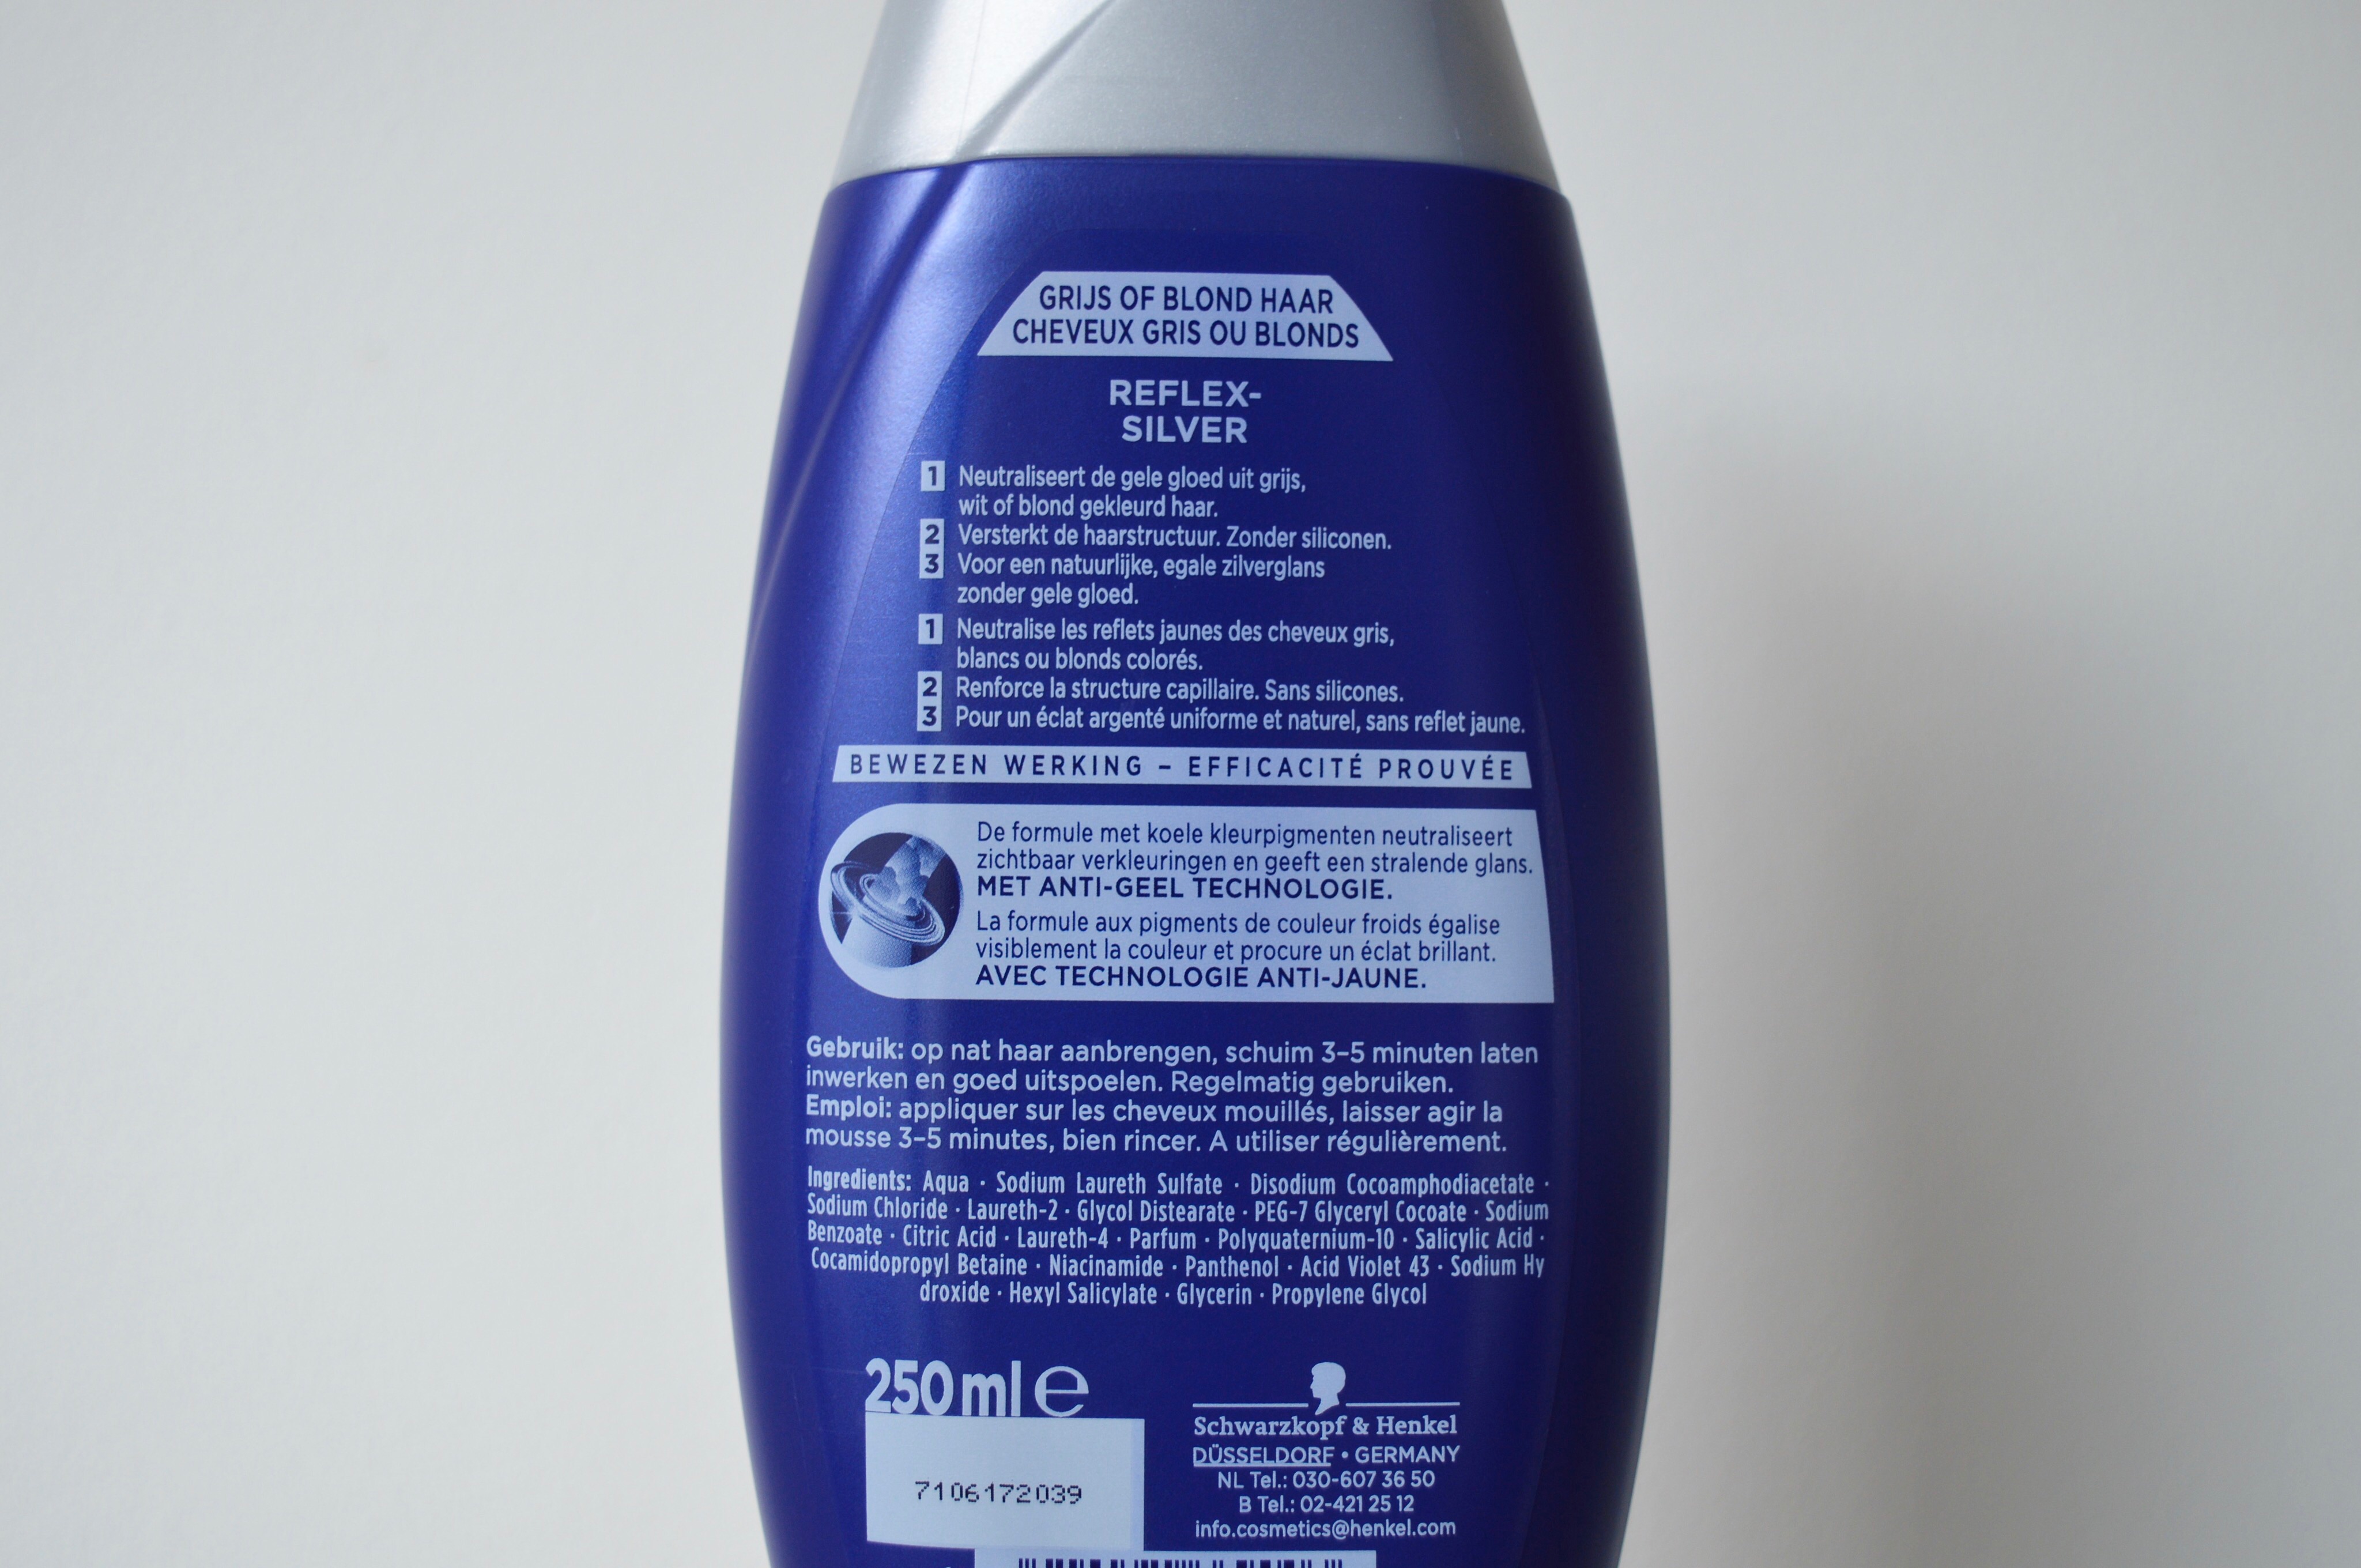 GRIJS OF BLOND HAAR
CHEVEUX GRIS OU BLONDS
REFLEX-
SILVER
1 Neutraliseert de gele gloed uit grijs,
wit of blond gekleurd haar.
2 Versterkt de haarstructuur. Zonder siliconen.
3 Voor een natuurlijke, egale zilverglans
zonder gele gloed.
1 Neutralise les reflets jaunes des cheveux gris,
blancs ou blonds colorés.
2 Renforce la structure capillaire. Sans silicones.
3 Pour un éclat argenté uniforme et naturel, sans reflet jaune.
BEWEZEN WERKING – EFFICACITÉ PROUVÉE
De formule met koele kleurpigmenten neutraliseert
zichtbaar verkleuringen en geeft een stralende glans.
MET ANTI-GEEL TECHNOLOGIE.
La formule aux pigments de couleur froids égalise
visiblement la couleur et procure un éclat brillant.
AVEC TECHNOLOGIE ANTI-JAUNE.
Gebruik: op nat haar aanbrengen, schuim 3–5 minuten laten
inwerken en goed uitspoelen. Regelmatig gebruiken.
Emploi: appliquer sur les cheveux mouillés, laisser agir la
mousse 3–5 minutes, bien rincer. A utiliser régulièrement.
Ingredients: Aqua · Sodium Laureth Sulfate · Disodium Cocoamphodiacetate ·
Sodium Chloride · Laureth-2 · Glycol Distearate · PEG-7 Glyceryl Cocoate · Sodium
Benzoate · Citric Acid · Laureth-4 · Parfum · Polyquaternium-10 · Salicylic Acid ·
Cocamidopropyl Betaine · Niacinamide · Panthenol · Acid Violet 43 · Sodium Hy
droxide · Hexyl Salicylate · Glycerin · Propylene Glycol
250 ml e
7106172039
Schwarzkopf & Henkel
DÜSSELDORF • GERMANY
NL Tel.: 030-607 36 50
B Tel.: 02-421 25 12
info.cosmetics@henkel.com